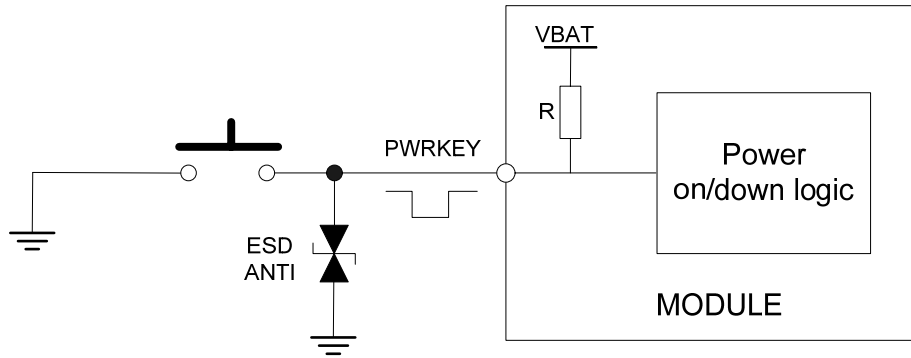 VBAT
R
PWRKEY
Power
on/down logic
ESD
ANTI
MODULE